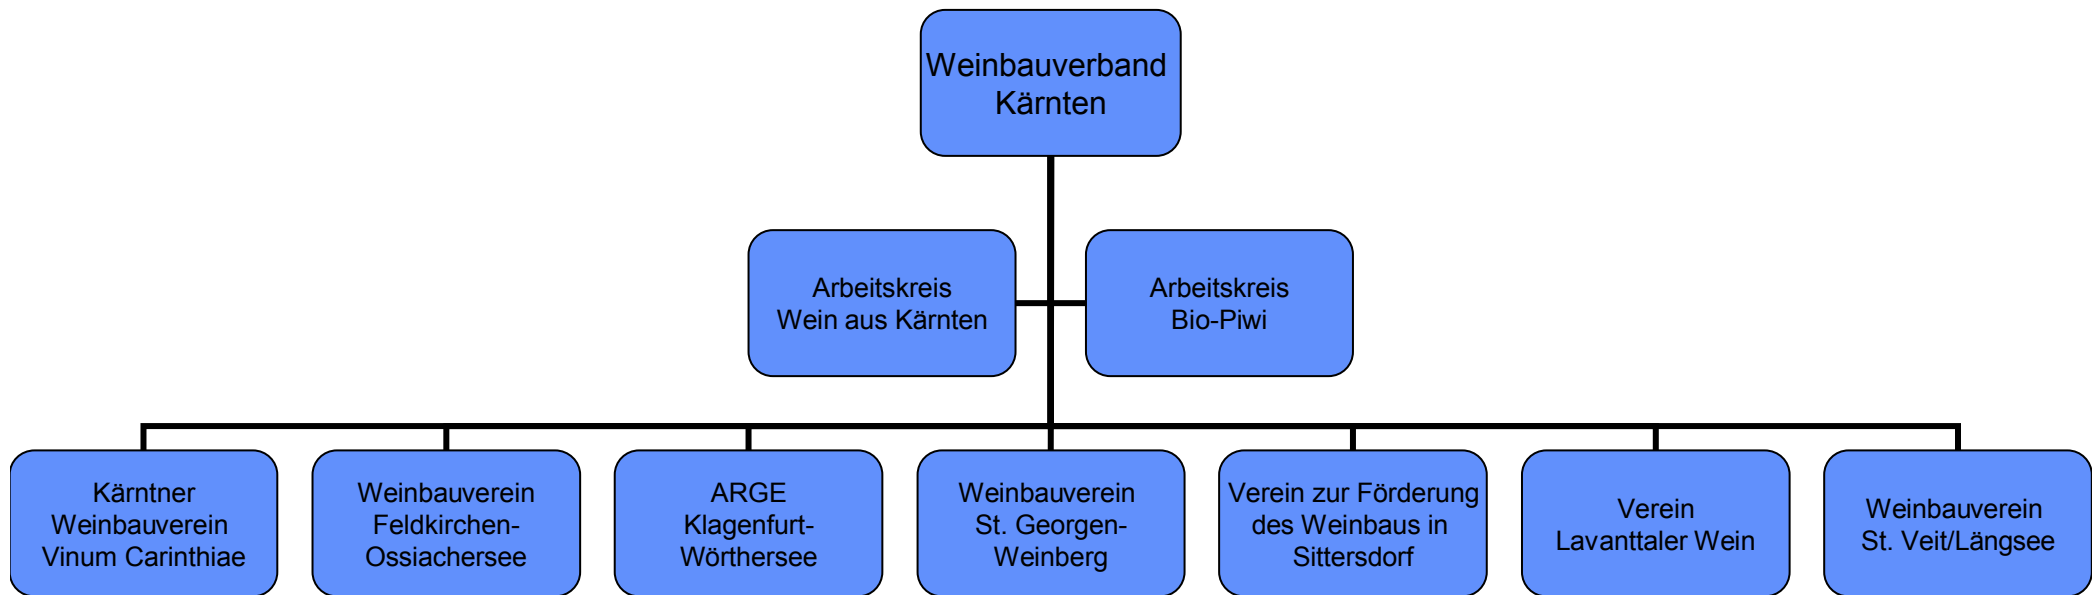 Weinbauverband
Kärnten
Arbeitskreis
Wein aus Kärnten
Arbeitskreis
Bio-Piwi
Kärntner
Weinbauverein
Vinum Carinthiae
Weinbauverein
Feldkirchen-
Ossiachersee
ARGE
Klagenfurt-
Wörthersee
Weinbauverein
St. Georgen-
Weinberg
Verein zur Förderung
des Weinbaus in
Sittersdorf
Verein
Lavanttaler Wein
Weinbauverein
St. Veit/Längsee